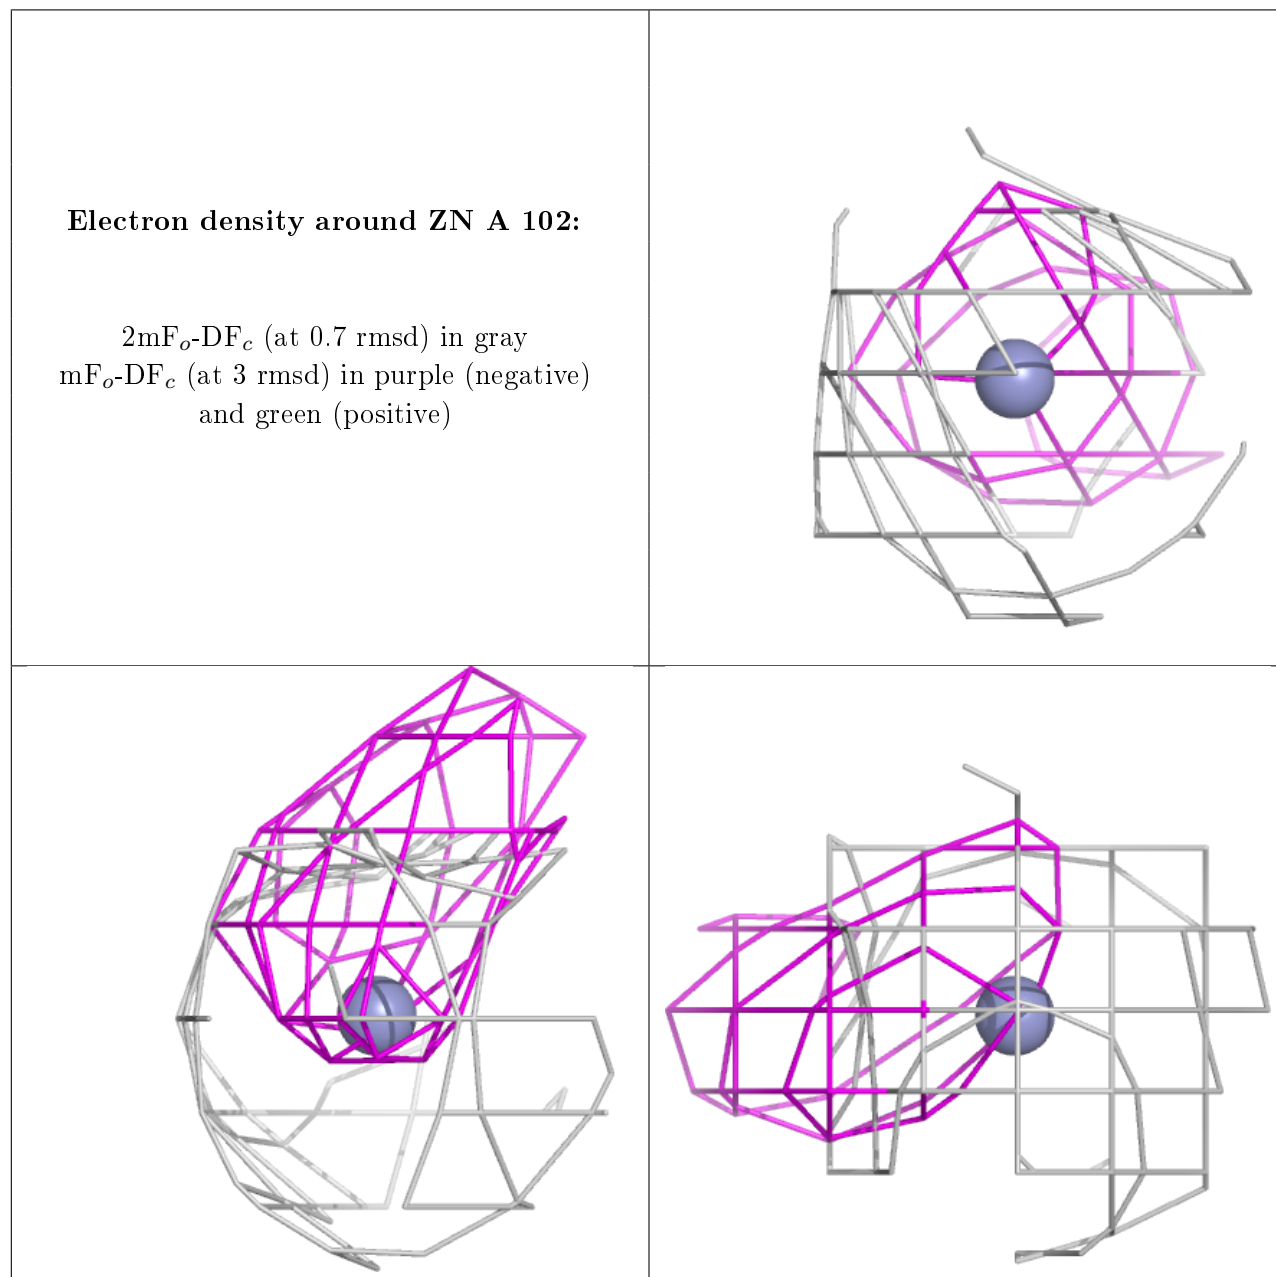 Electron density around ZN A 102:
2mFₒ-DF𝒸 (at 0.7 rmsd) in gray
mFₒ-DF𝒸 (at 3 rmsd) in purple (negative)
and green (positive)